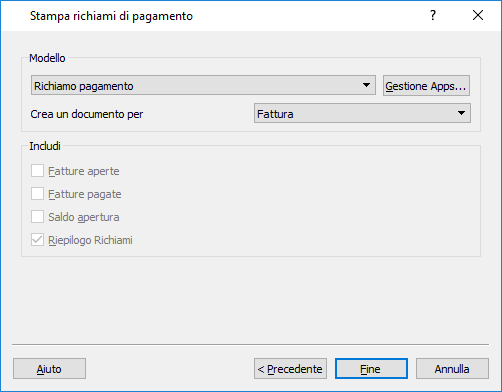 Stampa richiami di pagamento
?
Modello
Richiamo pagamento
Gestione Apps...
Crea un documento per
Fattura
Includi
Fatture aperte
Fatture pagate
Saldo apertura
Riepilogo Richiami
Aiuto
< Precedente
Fine
Annulla